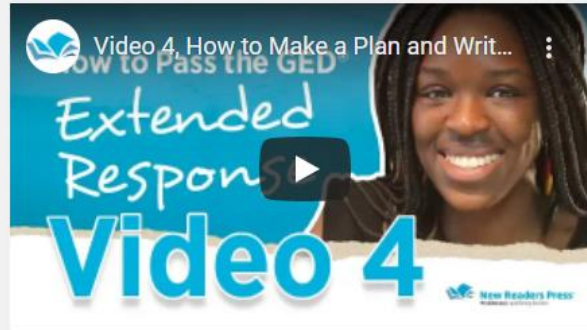 Video 4, How to Make a Plan and Writ...
How to Pass the GED®
Extended
Response
Video 4
New Readers Press